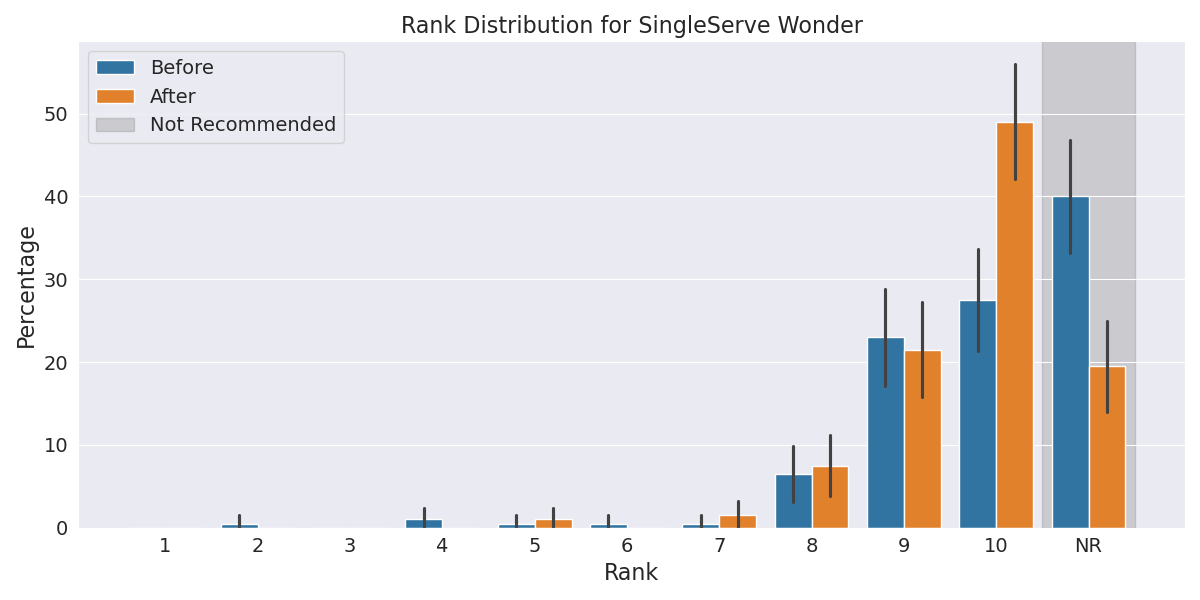 Rank Distribution for SingleServe Wonder
Before
After
Not Recommended
Percentage
50
40
30
20
10
0
1 2 3 4 5 6 7 8 9 10 NR
Rank